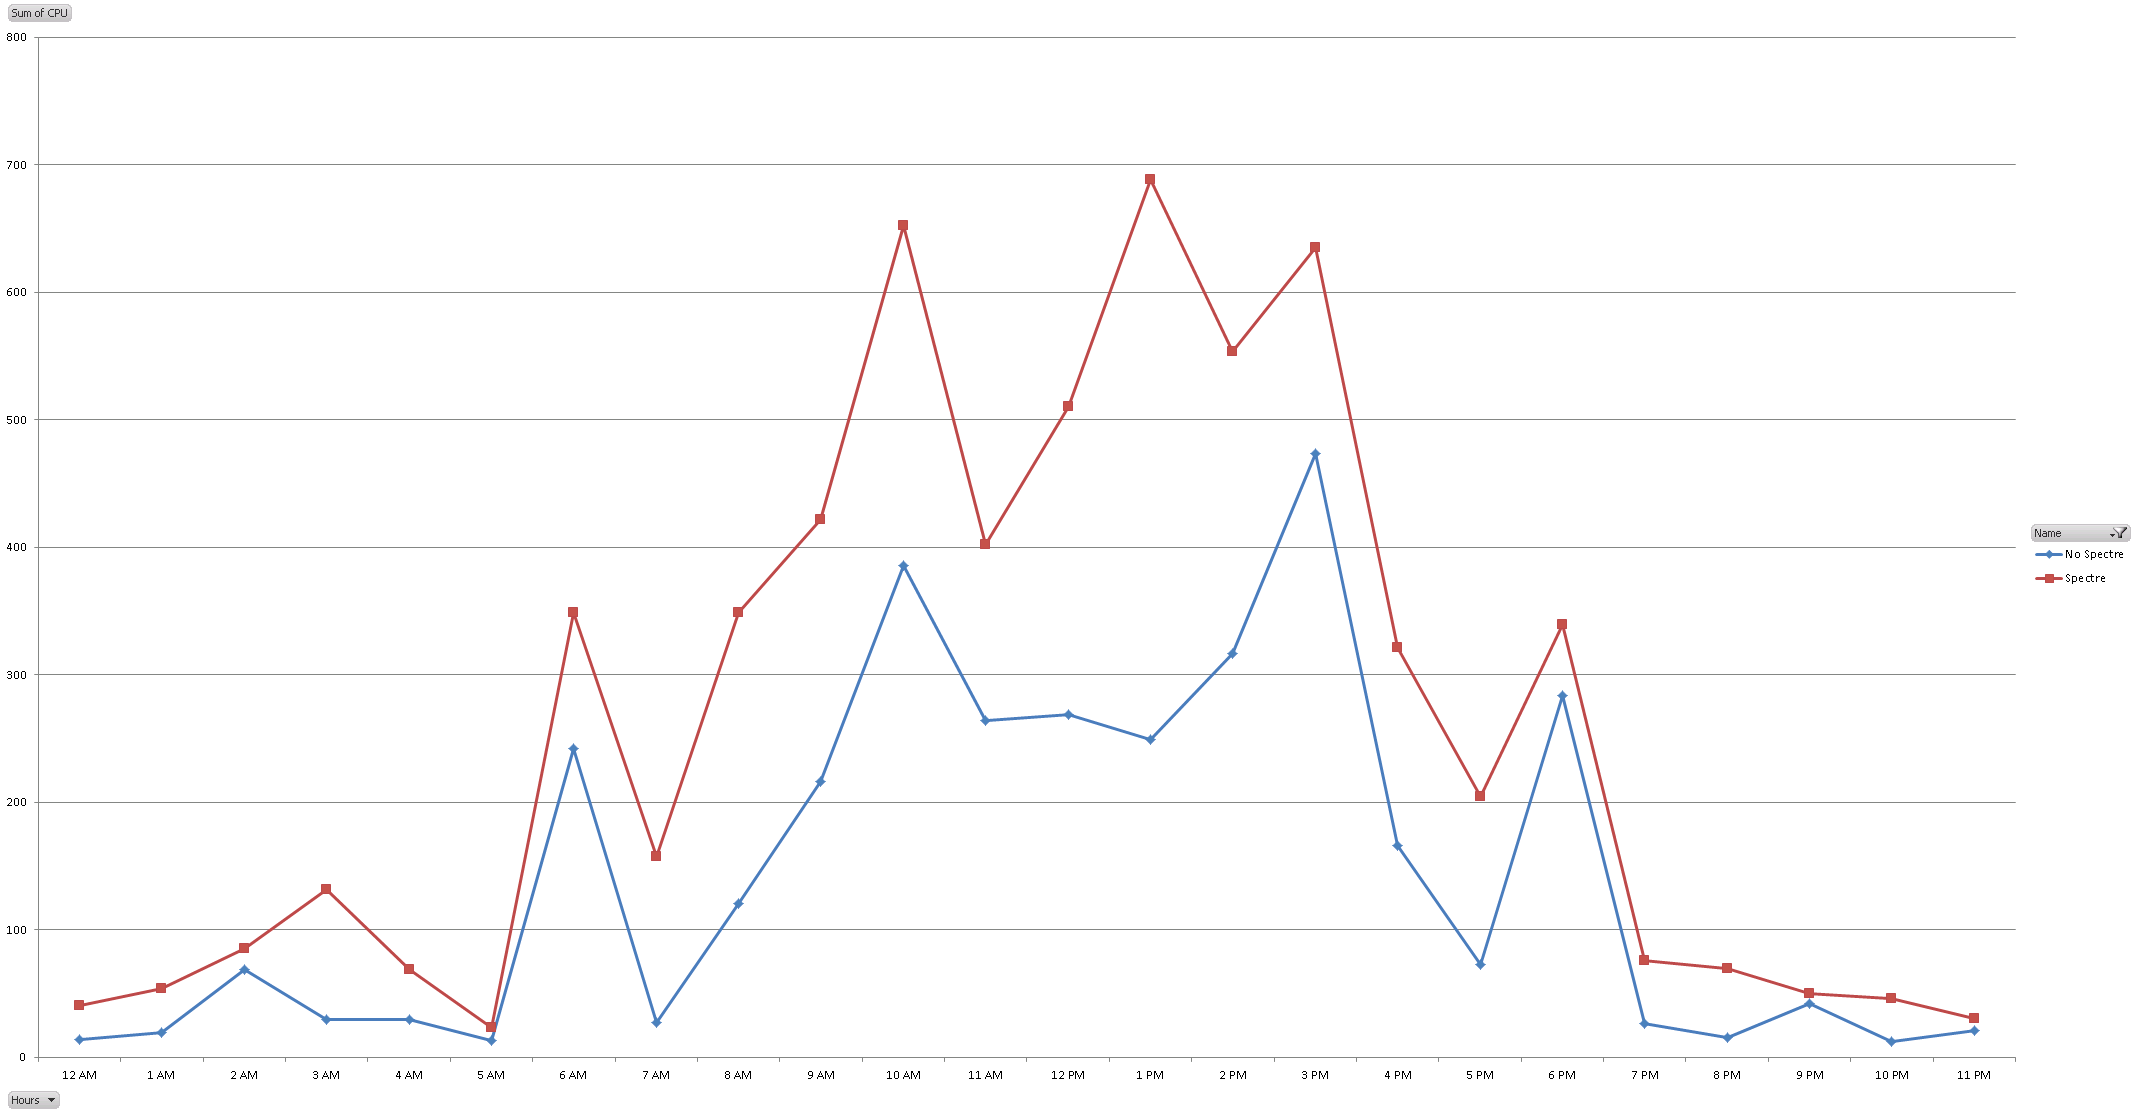 Sum of CPU
800
700
600
500
400
300
200
100
0
12 AM 1 AM 2 AM 3 AM 4 AM 5 AM 6 AM 7 AM 8 AM 9 AM 10 AM 11 AM 12 PM 1 PM 2 PM 3 PM 4 PM 5 PM 6 PM 7 PM 8 PM 9 PM 10 PM 11 PM
Hours
Name
No Spectre
Spectre